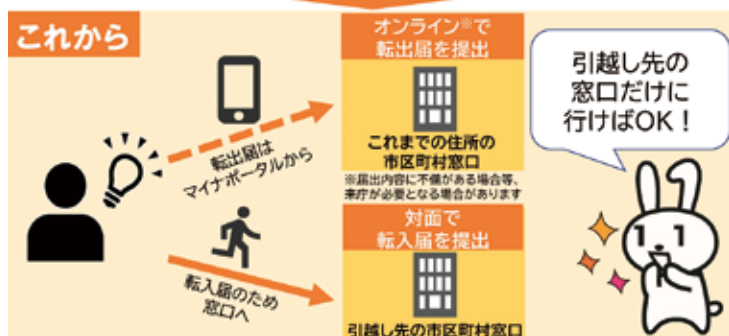 これから
オンライン※で
転出届を提出
転出届は
マイナポータルから
これまでの住所の
市区町村窓口
※届出内容に不備がある場合等、
来庁が必要となる場合があります
対面で
転入届を提出
転入届のため
窓口へ
引越し先の市区町村窓口
引越し先の
窓口だけに
行けばOK！